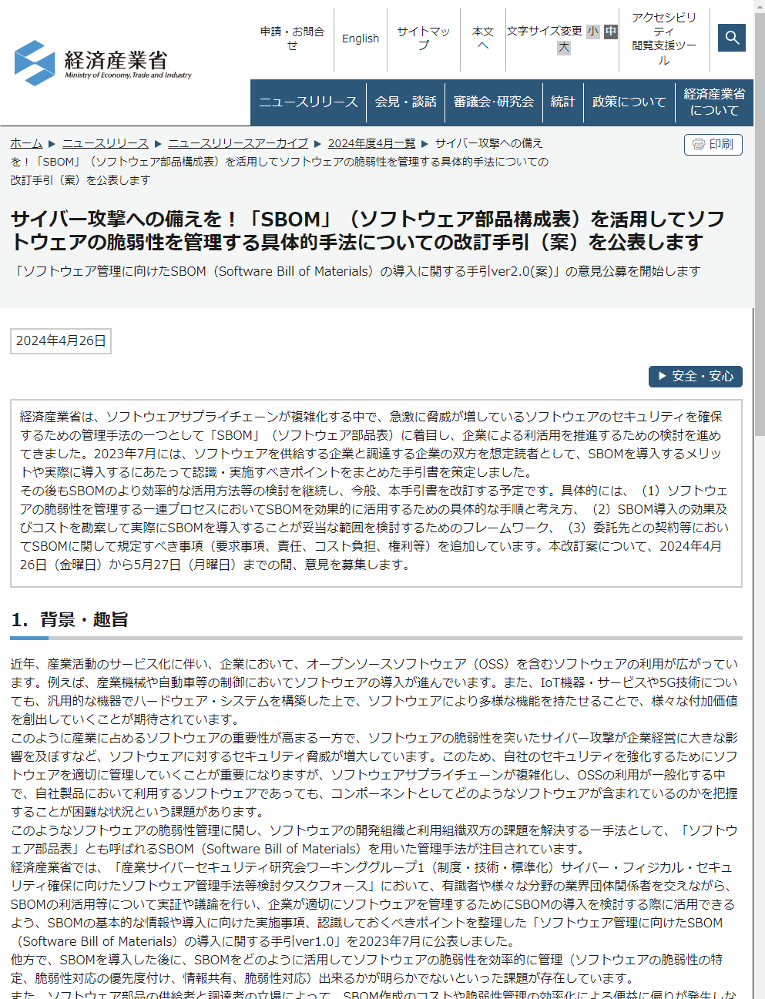 経済産業省
Ministry of Economy, Trade and Industry
申請・お問合せ
English
サイトマップ
本文へ
文字サイズ変更 小 中 大
アクセシビリティ
閲覧支援ツール
ニュースリリース
会見・談話
審議会・研究会
統計
政策について
経済産業省について
ホーム ▶ ニュースリリース ▶ ニュースリリースアーカイブ ▶ 2024年度4月一覧 ▶ サイバー攻撃への備え
を！「SBOM」（ソフトウェア部品構成表）を活用してソフトウェアの脆弱性を管理する具体的手法についての
改訂手引（案）を公表します
印刷
サイバー攻撃への備えを！「SBOM」（ソフトウェア部品構成表）を活用してソフ
トウェアの脆弱性を管理する具体的手法についての改訂手引（案）を公表します
「ソフトウェア管理に向けたSBOM（Software Bill of Materials）の導入に関する手引ver2.0(案)」の意見公募を開始します
2024年4月26日
▶ 安全・安心
経済産業省は、ソフトウェアサプライチェーンが複雑化する中で、急激に脅威が増しているソフトウェアのセキュリティを確保
するための管理手法の一つとして「SBOM」（ソフトウェア部品表）に着目し、企業による利活用を推進するための検討を進め
てきました。2023年7月には、ソフトウェアを供給する企業と調達する企業の双方を想定読者として、SBOMを導入するメリッ
トや実際に導入するにあたって認識・実施すべきポイントをまとめた手引書を策定しました。
その後もSBOMのより効率的な活用方法等の検討を継続し、今般、本手引書を改訂する予定です。具体的には、（1）ソフトウェ
アの脆弱性を管理する一連プロセスにおいてSBOMを効果的に活用するための具体的な手順と考え方、（2）SBOM導入の効果及
びコストを勘案して実際にSBOMを導入することが妥当な範囲を検討するためのフレームワーク、（3）委託先との契約等におい
てSBOMに関して規定すべき事項（要求事項、責任、コスト負担、権利等）を追加しています。本改訂案について、2024年4月
26日（金曜日）から5月27日（月曜日）までの間、意見を募集します。
1．背景・趣旨
近年、産業活動のサービス化に伴い、企業において、オープンソースソフトウェア（OSS）を含むソフトウェアの利用が広がってい
ます。例えば、産業機械や自動車等の制御においてソフトウェアの導入が進んでいます。また、IoT機器・サービスや5G技術につい
ても、汎用的な機器でハードウェア・システムを構築した上で、ソフトウェアにより多様な機能を持たせることで、様々な付加価値
を創出していくことが期待されています。
このように産業に占めるソフトウェアの重要性が高まる一方で、ソフトウェアの脆弱性を突いたサイバー攻撃が企業経営に大きな影
響を及ぼすなど、ソフトウェアに対するセキュリティ脅威が増大しています。このため、自社のセキュリティを強化するためにソフ
トウェアを適切に管理していくことが重要になりますが、ソフトウェアサプライチェーンが複雑化し、OSSの利用が一般化する中
で、自社製品において利用するソフトウェアであっても、コンポーネントとしてどのようなソフトウェアが含まれているのかを把握
することが困難な状況という課題があります。
このようなソフトウェアの脆弱性管理に関し、ソフトウェアの開発組織と利用組織双方の課題を解決する一手法として、「ソフトウ
ェア部品表」とも呼ばれるSBOM（Software Bill of Materials）を用いた管理手法が注目されています。
経済産業省では、「産業サイバーセキュリティ研究会ワーキンググループ1（制度・技術・標準化）サイバー・フィジカル・セキュ
リティ確保に向けたソフトウェア管理手法等検討タスクフォース」において、有識者や様々な分野の業界団体関係者を交えながら、
SBOMの利活用等について実証や議論を行い、企業が適切にソフトウェアを管理するためにSBOMの導入を検討する際に活用できる
よう、SBOMの基本的な情報や導入に向けた実施事項、認識しておくべきポイントを整理した「ソフトウェア管理に向けたSBOM
（Software Bill of Materials）の導入に関する手引ver1.0」を2023年7月に公表しました。
他方で、SBOMを導入した後に、SBOMをどのように活用してソフトウェアの脆弱性を効率的に管理（ソフトウェアの脆弱性の特
定、脆弱性対応の優先度付け、情報共有、脆弱性対応）出来るかが明らかでないといった課題が存在しています。
また、ソフトウェア部品の供給者と調達者の立場によって、SBOM作成のコストや脆弱性管理の効率化による便益に偏りが発生しな